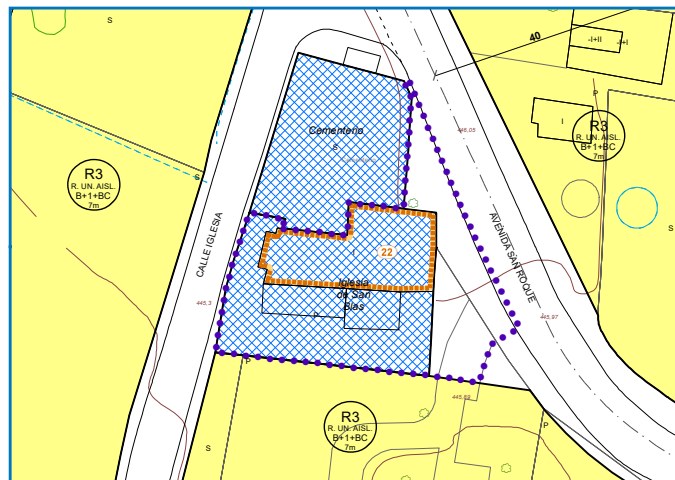 S
40
-I+II
-I+I
P
I
R3
R. UN. AISL.
B+1+BC
7m
446,05
Cementerio
S
Cementerio
R3
R. UN. AISL.
B+1+BC
7m
S
CALLE IGLESIA
AVENIDA SAN ROQUE
S
I
22
Iglesia
de San
Blas
445,3
P
445,97
P
R3
R. UN. AISL.
B+1+BC
7m
445,89
P
S